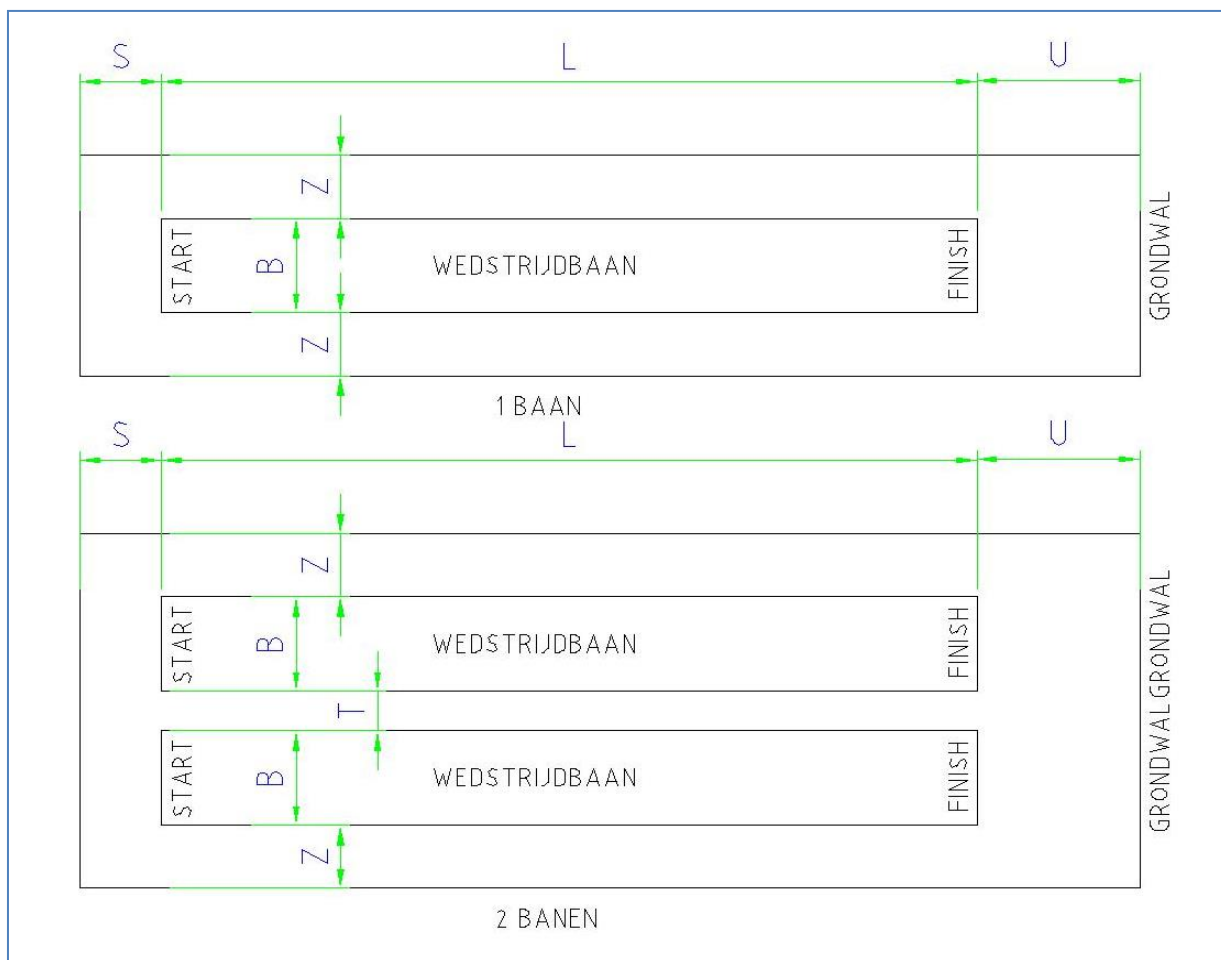 S L U
Z
START B WEDSTRIJDBAAN FINISH GRONDWAL
Z
1 BAAN
S L U
Z
START B WEDSTRIJDBAAN FINISH GRONDWAL
T
START B WEDSTRIJDBAAN FINISH GRONDWAL
Z
2 BANEN